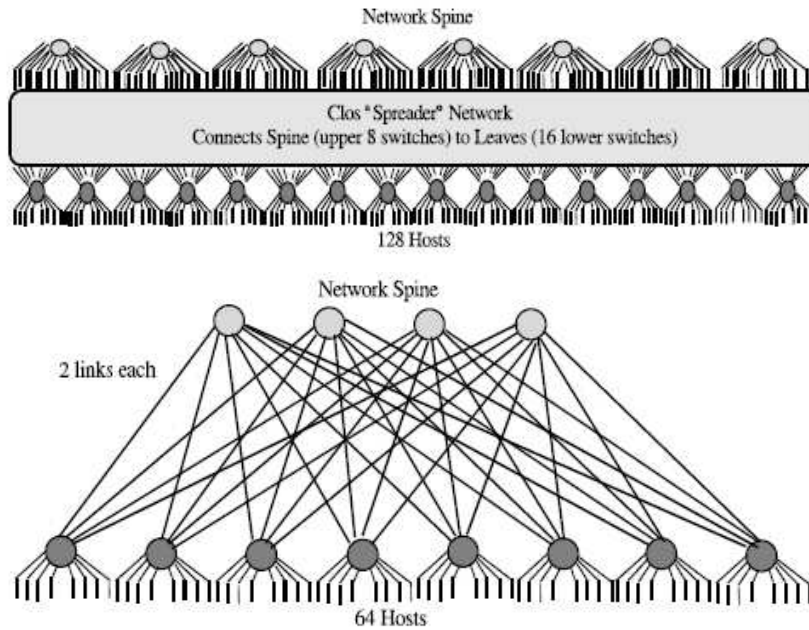 Network Spine
Clos "Spreader" Network
Connects Spine (upper 8 switches) to Leaves (16 lower switches)
128 Hosts
Network Spine
2 links each
64 Hosts